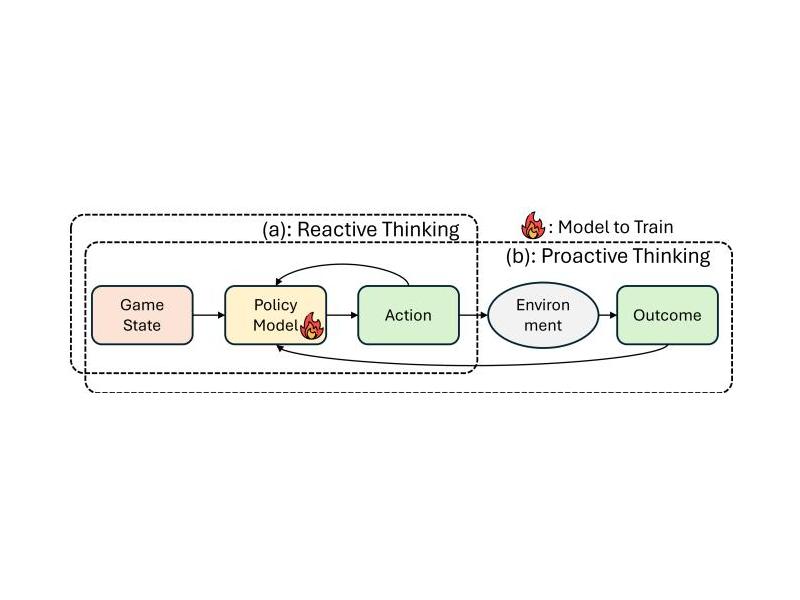 (a): Reactive Thinking
: Model to Train
(b): Proactive Thinking
Game
State
Policy
Model
Action
Environ
ment
Outcome